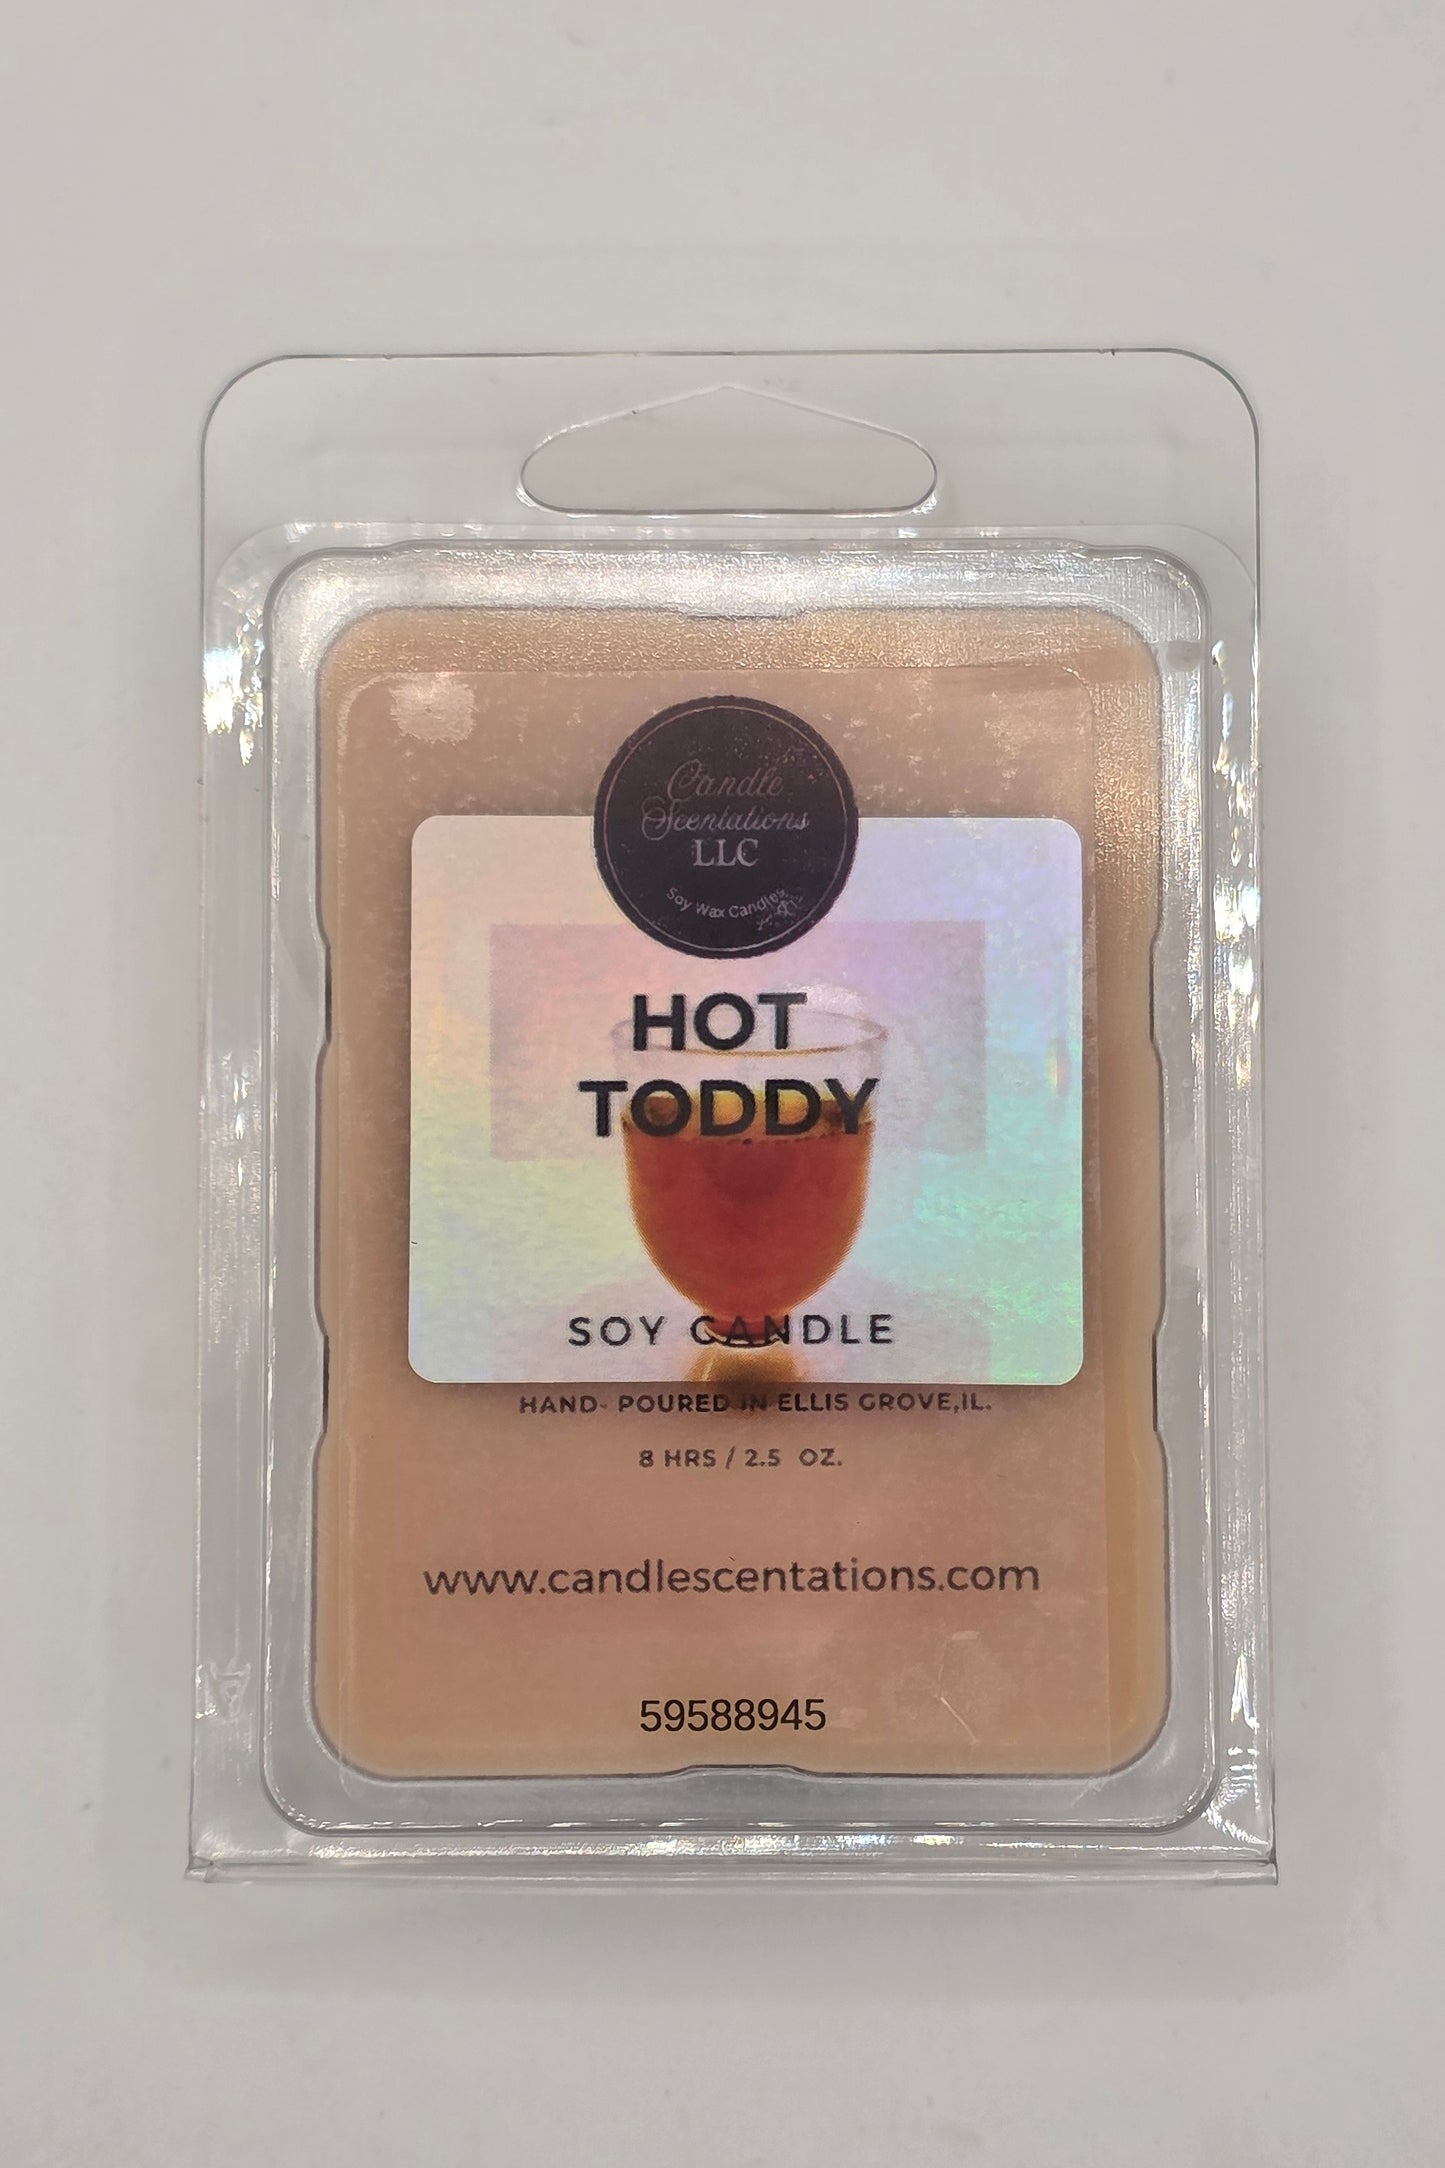 Candle
Scentations
LLC
Soy Wax Candles
HOT
TODDY
SOY CANDLE
HAND- POURED IN ELLIS GROVE,IL.
8 HRS / 2.5 OZ.
www.candlescentations.com
59588945